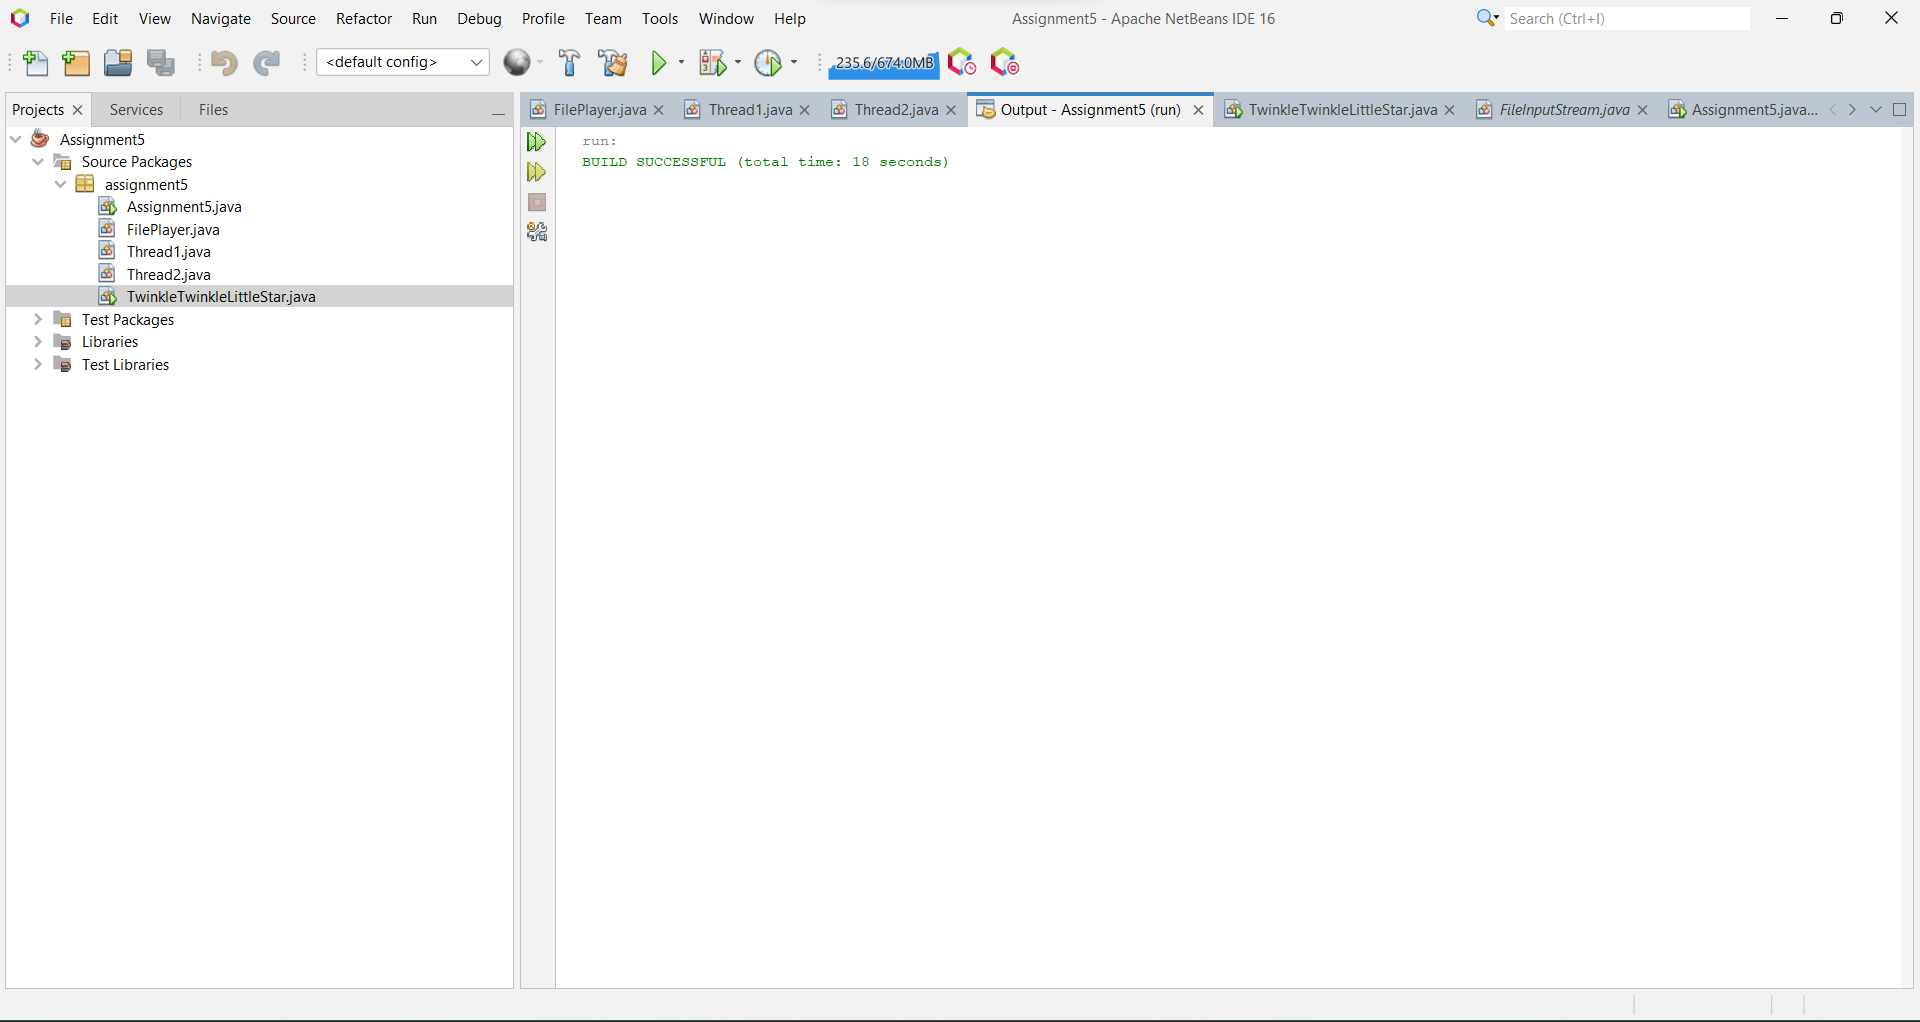 File Edit View Navigate Source Refactor Run Debug Profile Team Tools Window Help Assignment5 - Apache NetBeans IDE 16 Search (Ctrl+I)
<default config> 235.6/674.0MB
Projects Services Files
FilePlayer.java Thread1.java Thread2.java Output - Assignment5 (run) TwinkleTwinkleLittleStar.java FileInputStream.java Assignment5.java...
Assignment5
Source Packages
assignment5
Assignment5.java
FilePlayer.java
Thread1.java
Thread2.java
TwinkleTwinkleLittleStar.java
Test Packages
Libraries
Test Libraries
run:
BUILD SUCCESSFUL (total time: 18 seconds)